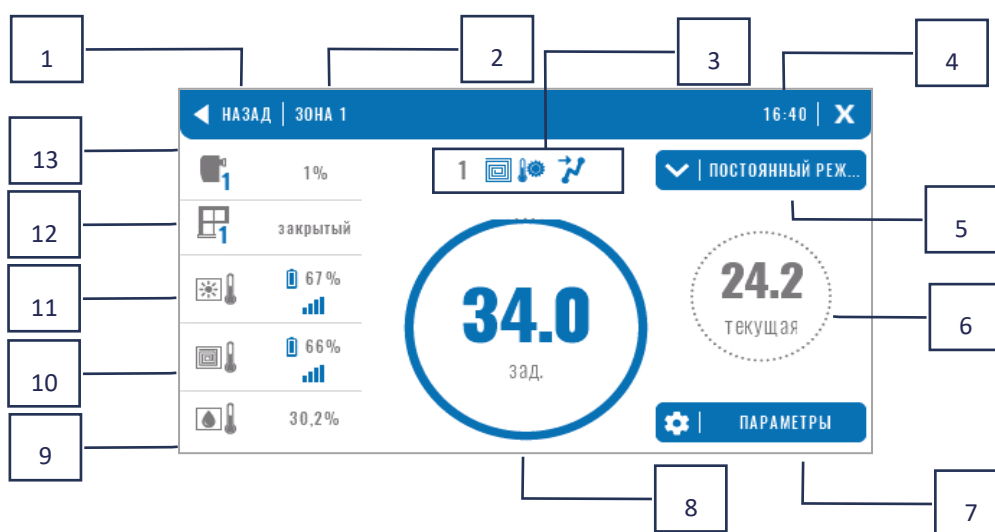 1
2
3
4
НАЗАД
ЗОНА 1
16:40
X
13
1
1%
1
ПОСТОЯННЫЙ РЕЖ...
5
12
1
закрытый
11
67%
34.0
зад.
24.2
текущая
6
10
66%
9
30,2%
ПАРАМЕТРЫ
8
7